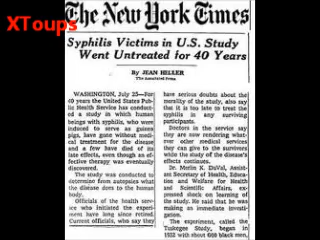 XToups
The New York Times
Syphilis Victims in U.S. Study
Went Untreated for 40 Years
By JEAN HELLER
The Associated Press
WASHINGTON, July 25—For
40 years the United States Pub-
lic Health Service has conduct-
ed a study in which human
beings with syphilis, who were
induced to serve as guinea
pigs, have gone without med-
ical treatment for the disease
and a few have died of its
late effects, even though an ef-
fective therapy was eventually
discovered.
The study was conducted to
determine from autopsies what
the disease does to the human
body.
Officials of the health serv-
ice who initiated the experi-
ment have long since retired.
Current officials, who say they
have serious doubts about the
morality of the study, also say
that it is too late to treat the
syphilis in any surviving
participants.
Doctors in the service say
they are now rendering what-
ever other medical services
they can give to the survivors
while the study of the disease's
effects continues.
Dr. Merlin K. DuVal, Assist-
ant Secretary of Health, Educa-
tion and Welfare for Health
and Scientific Affairs, ex-
pressed shock on learning of
the study. He said that he was
making an immediate investi-
gation.
The experiment, called the
Tuskegee Study, began in
1932 with about 600 black men,